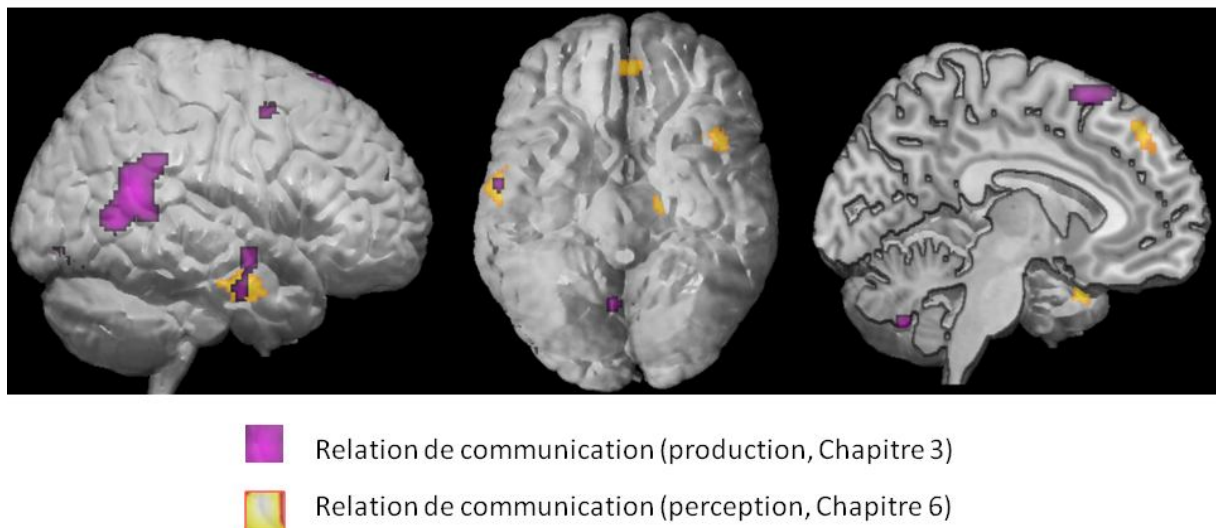 Relation de communication (production, Chapitre 3)
Relation de communication (perception, Chapitre 6)